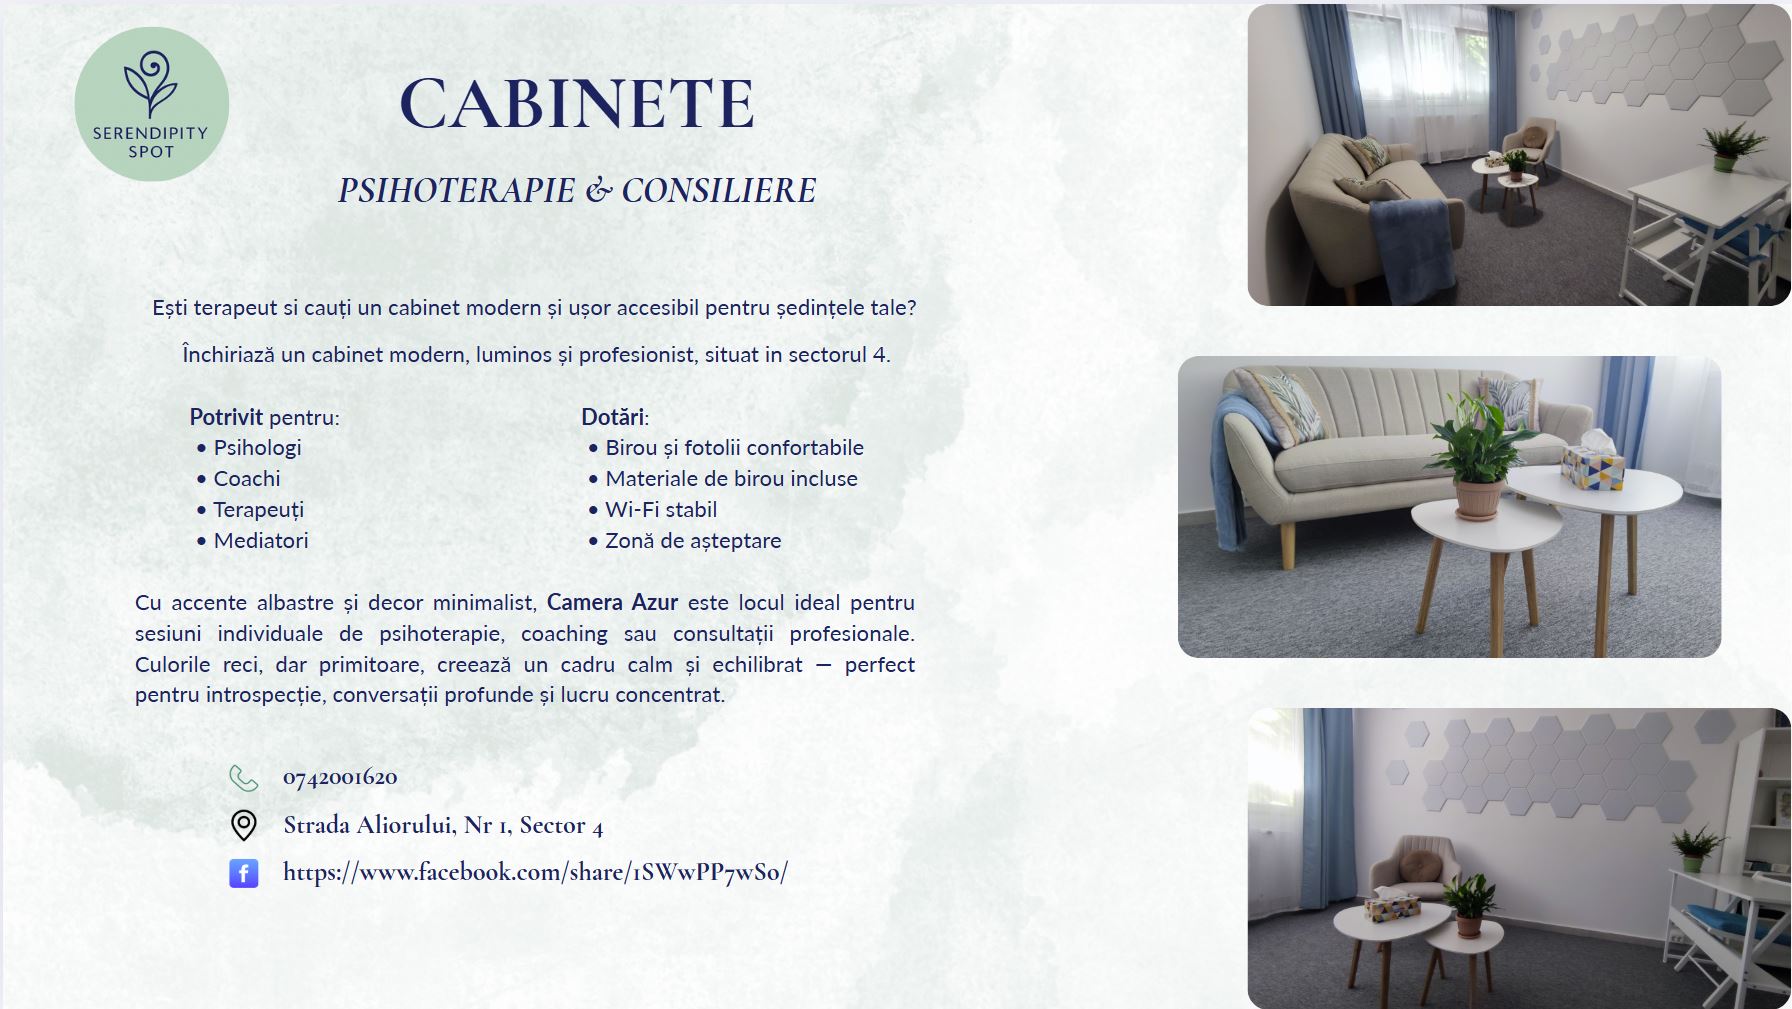 SERENDIPITY
SPOT
CABINETE
PSIHOTERAPIE & CONSILIERE
Ești terapeut si cauți un cabinet modern și ușor accesibil pentru ședințele tale?
Închiriază un cabinet modern, luminos și profesionist, situat in sectorul 4.
Potrivit pentru:
• Psihologi
• Coachi
• Terapeuți
• Mediatori
Dotări:
• Birou și fotolii confortabile
• Materiale de birou incluse
• Wi-Fi stabil
• Zonă de așteptare
Cu accente albastre și decor minimalist, Camera Azur este locul ideal pentru
sesiuni individuale de psihoterapie, coaching sau consultații profesionale.
Culorile reci, dar primitoare, creează un cadru calm și echilibrat — perfect
pentru introspecție, conversații profunde și lucru concentrat.
0742001620
Strada Aliorului, Nr 1, Sector 4
https://www.facebook.com/share/1SWwPP7wSo/